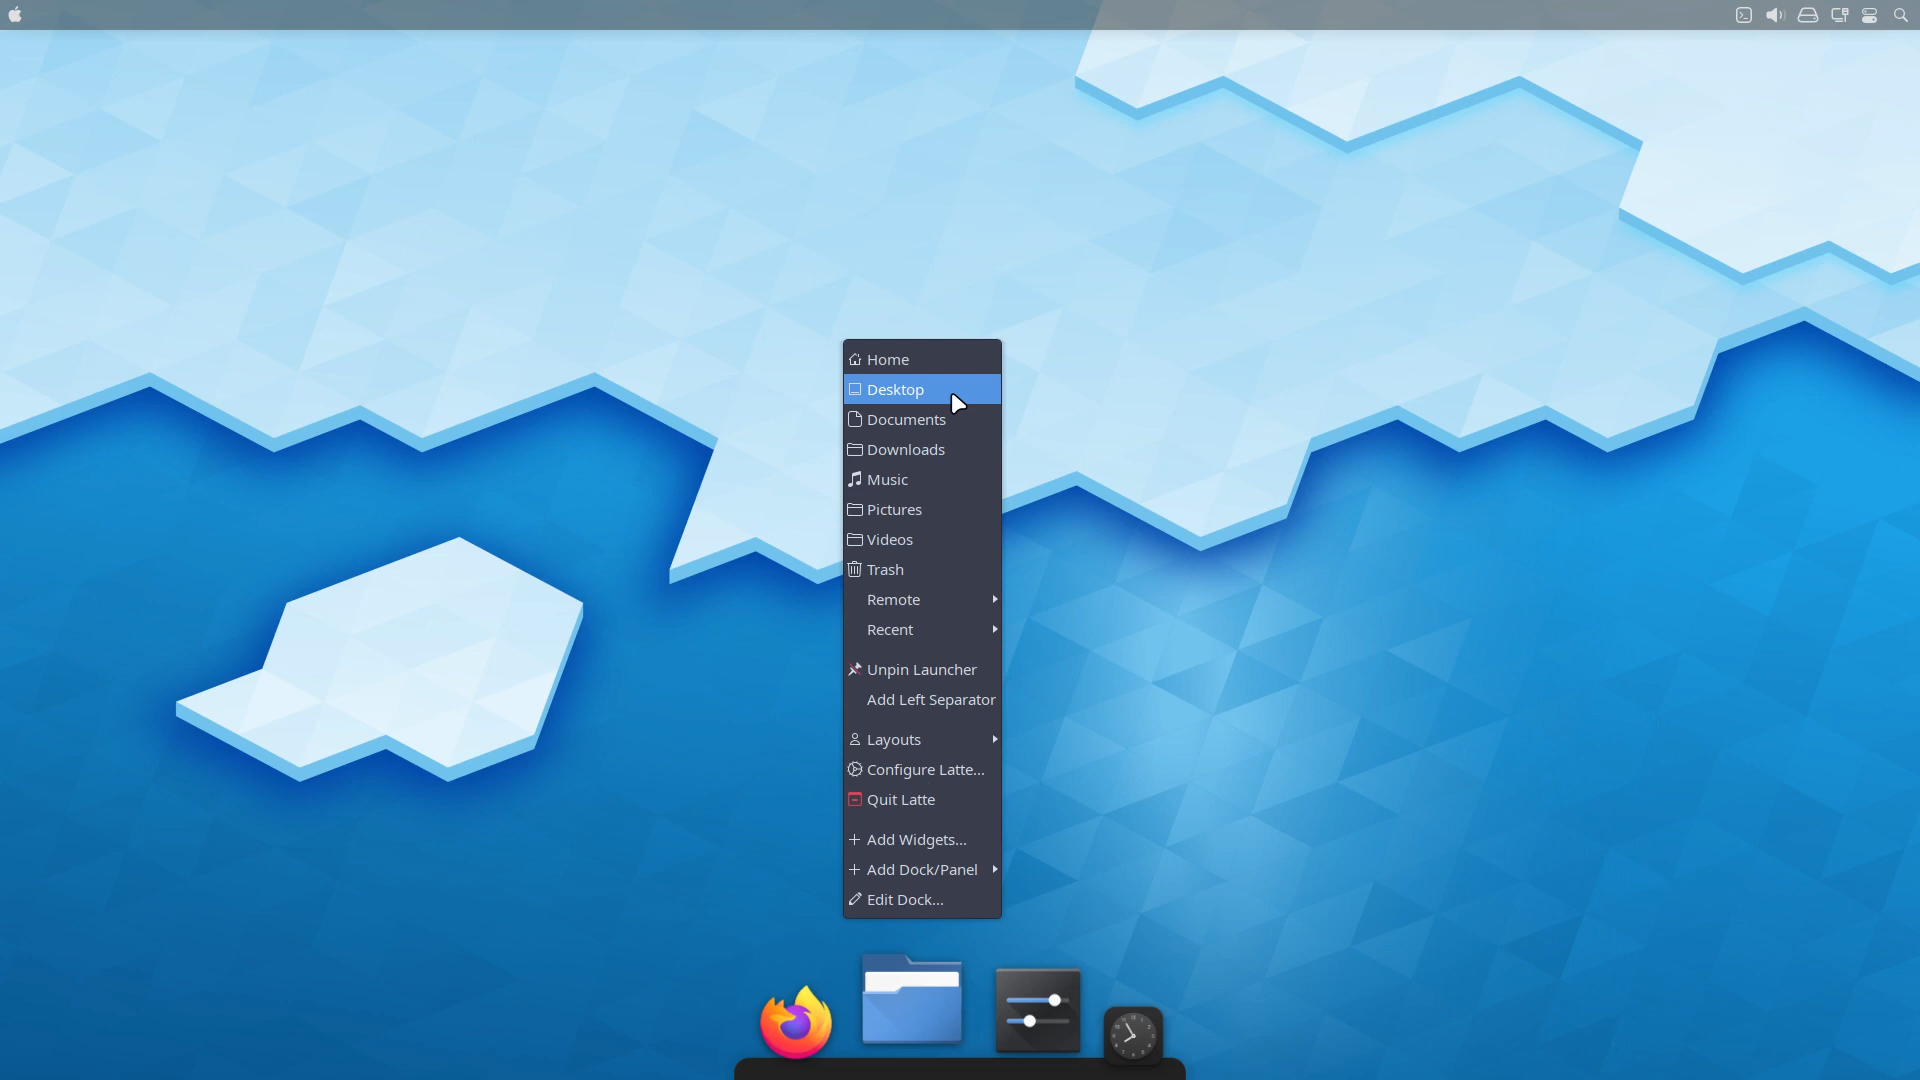 Home
Desktop
Documents
Downloads
Music
Pictures
Videos
Trash
Remote
Recent
Unpin Launcher
Add Left Separator
Layouts
Configure Latte...
Quit Latte
Add Widgets...
Add Dock/Panel
Edit Dock...